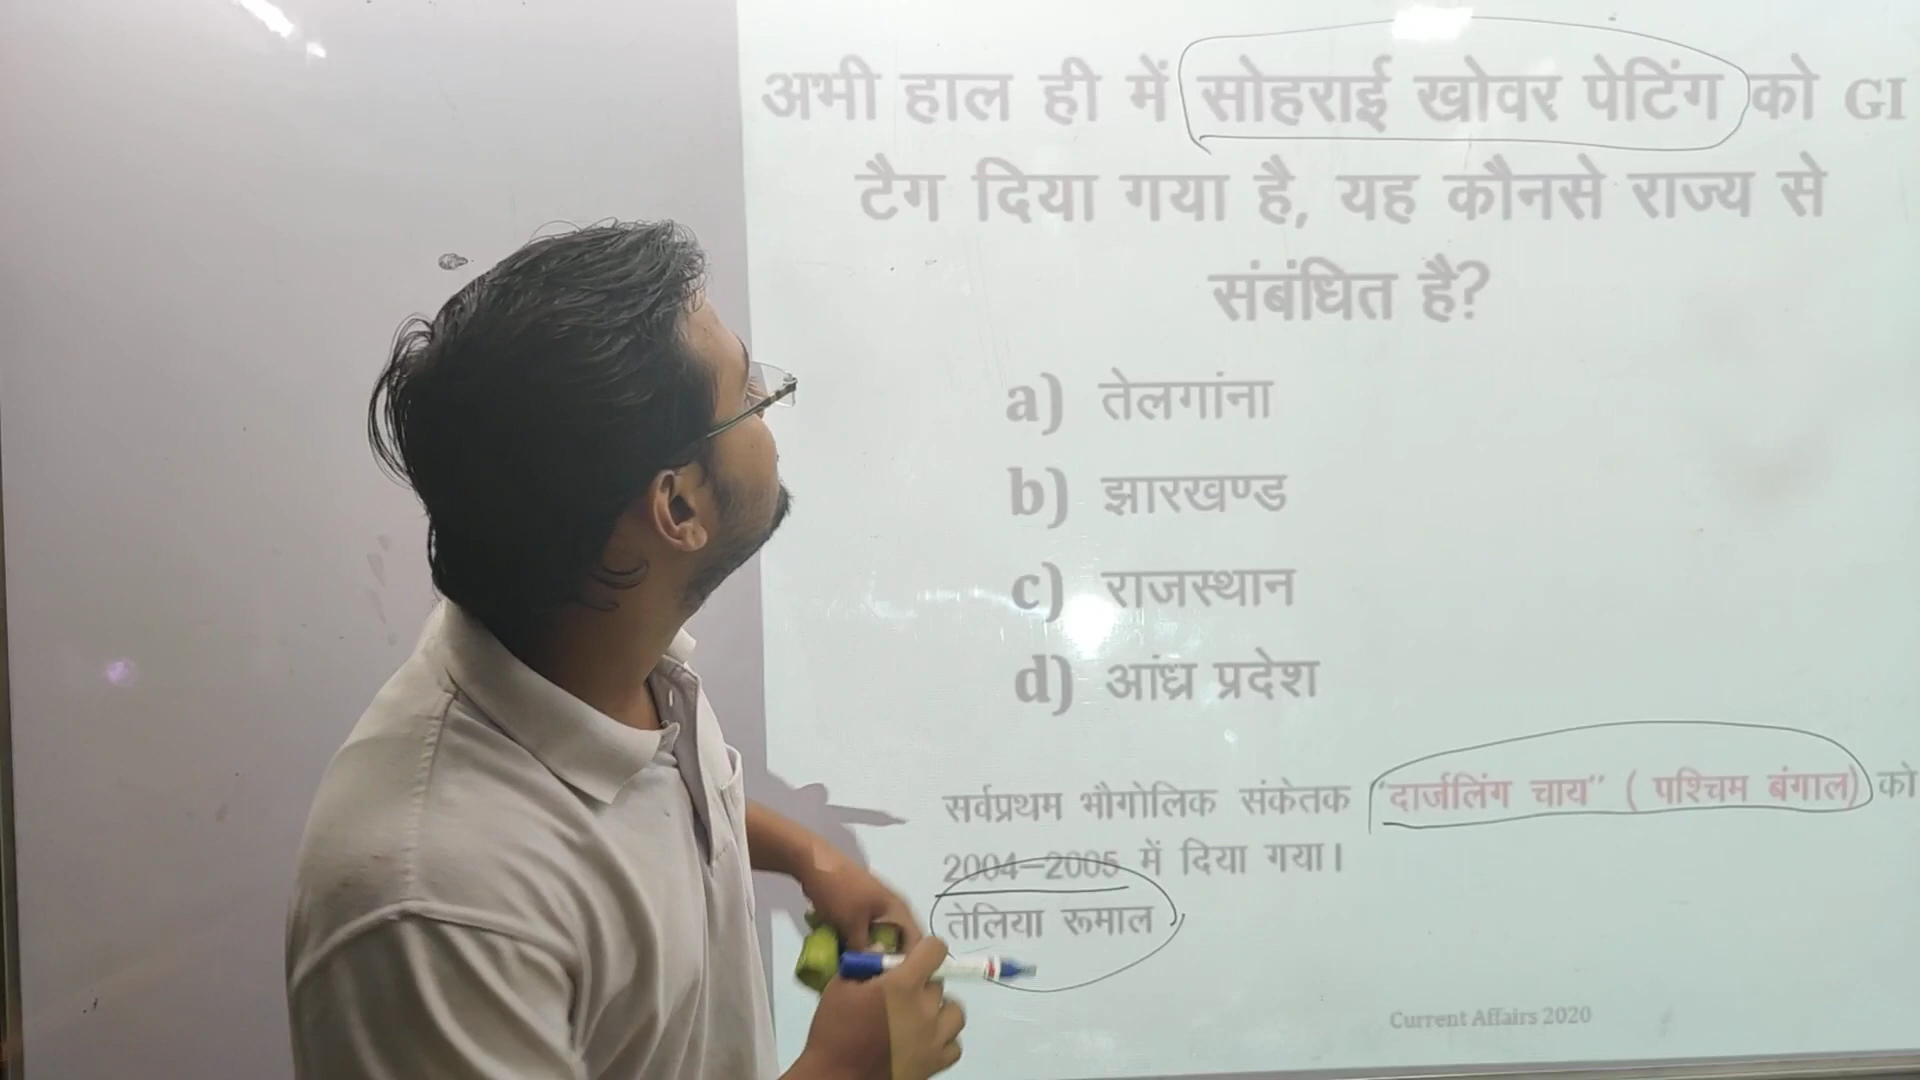 अभी हाल ही में सोहराई खोवर पेटिंग को GI
टैग दिया गया है, यह कौनसे राज्य से
संबंधित है?
a) तेलगांना
b) झारखण्ड
c) राजस्थान
d) आंध्र प्रदेश
सर्वप्रथम भौगोलिक संकेतक "दार्जलिंग चाय" ( पश्चिम बंगाल) को
2004–2005 में दिया गया।
तेलिया रूमाल
Current Affairs 2020